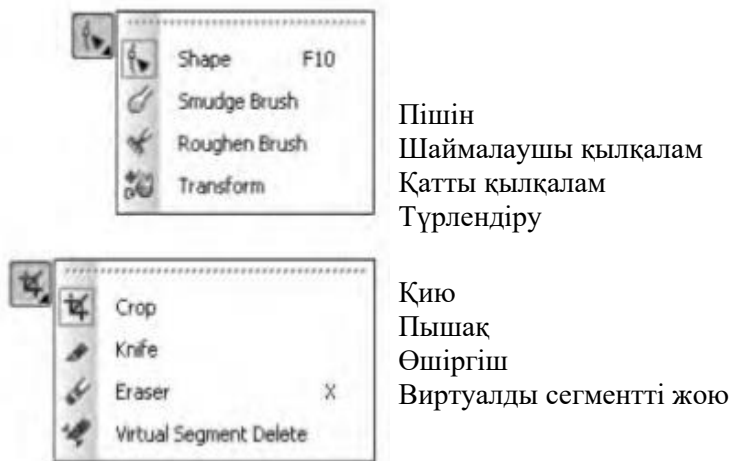 Shape F10
Smudge Brush
Roughen Brush
Transform
Пішін
Шаймалаушы қылқалам
Қатты қылқалам
Түрлендіру
Crop
Knife
Eraser X
Virtual Segment Delete
Қию
Пышақ
Өшіргіш
Виртуалды сегментті жою